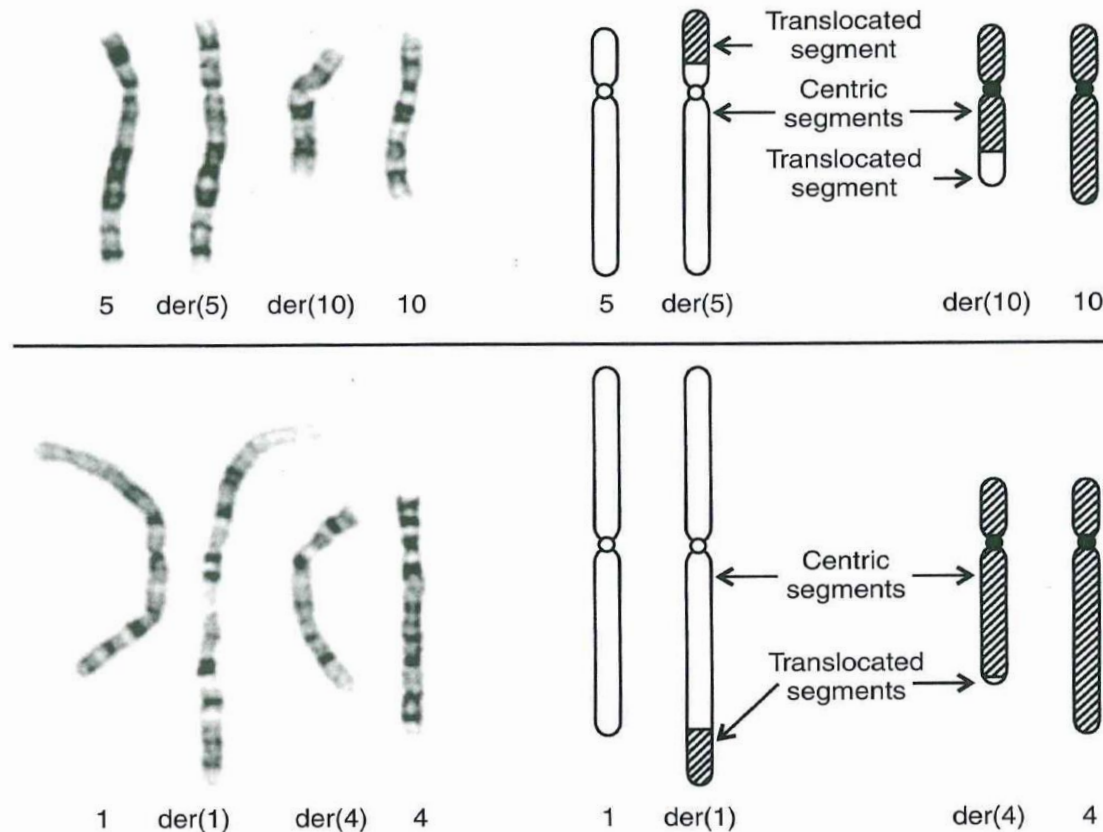 Translocated
segment
Centric
segments
Translocated
segment
5 der(5) der(10) 10 5 der(5) der(10) 10
Centric
segments
Translocated
segments
1 der(1) der(4) 4 1 der(1) der(4) 4